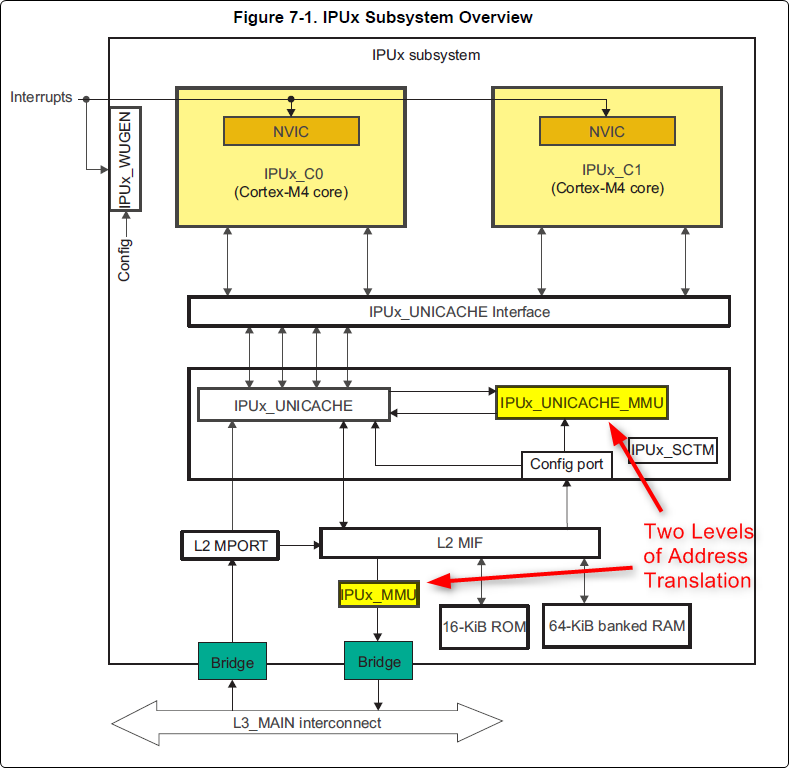 Figure 7-1. IPUx Subsystem Overview
IPUx subsystem
Interrupts
IPUx_WUGEN
Config
NVIC
IPUx_C0
(Cortex-M4 core)
NVIC
IPUx_C1
(Cortex-M4 core)
IPUx_UNICACHE Interface
IPUx_UNICACHE
IPUx_UNICACHE_MMU
IPUx_SCTM
Config port
L2 MPORT
L2 MIF
Two Levels
of Address
Translation
IPUx_MMU
16-KiB ROM
64-KiB banked RAM
Bridge
Bridge
L3_MAIN interconnect